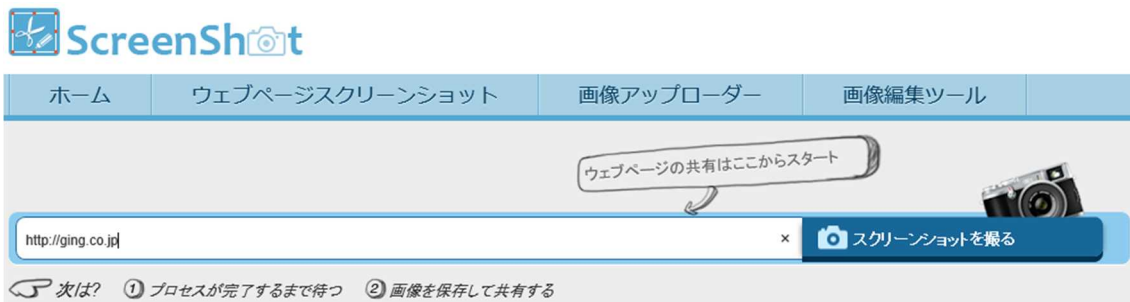 ScreenShot
ホーム ウェブページスクリーンショット 画像アップローダー 画像編集ツール
ウェブページの共有はここからスタート
http://ging.co.jp × スクリーンショットを撮る
次は? ① プロセスが完了するまで待つ ② 画像を保存して共有する